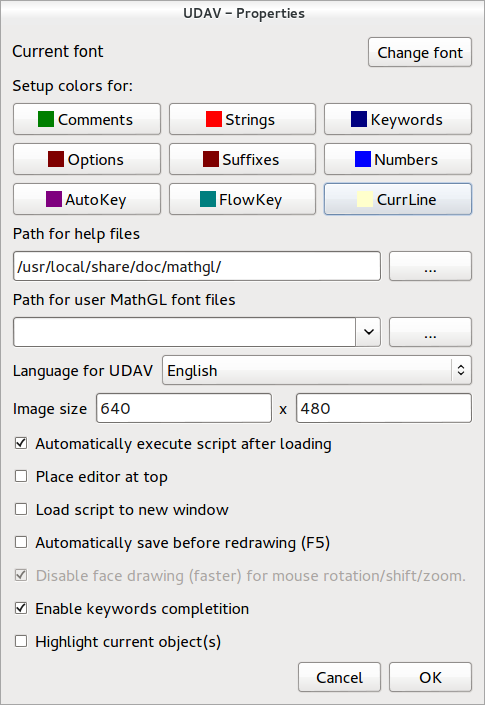 UDAV - Properties
Current font
Change font
Setup colors for:
Comments Strings Keywords
Options Suffixes Numbers
AutoKey FlowKey CurrLine
Path for help files
/usr/local/share/doc/mathgl/ ...
Path for user MathGL font files
...
Language for UDAV English
Image size 640 x 480
Automatically execute script after loading
Place editor at top
Load script to new window
Automatically save before redrawing (F5)
Disable face drawing (faster) for mouse rotation/shift/zoom.
Enable keywords completition
Highlight current object(s)
Cancel OK